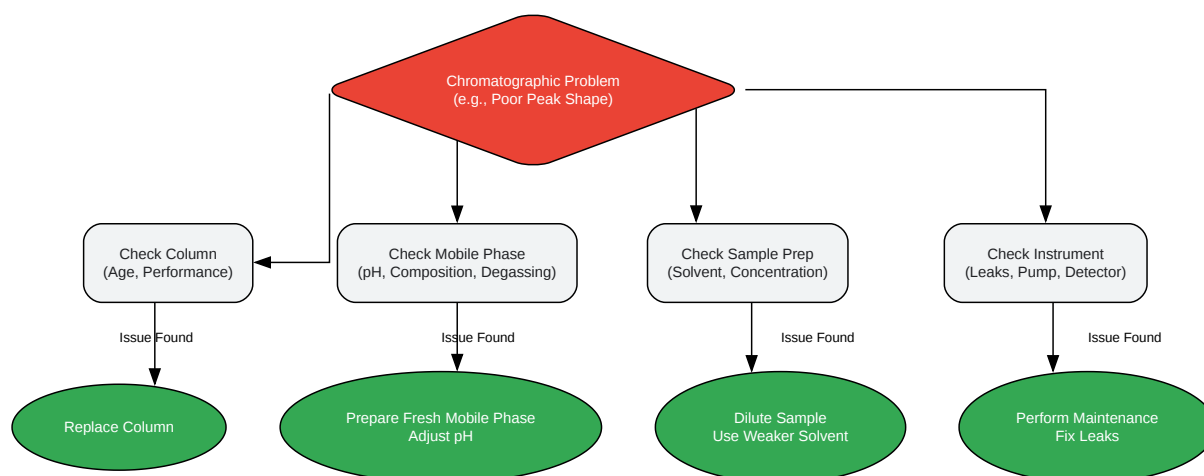 Chromatographic Problem
(e.g., Poor Peak Shape)
Check Column
(Age, Performance)
Check Mobile Phase
(pH, Composition, Degassing)
Check Sample Prep
(Solvent, Concentration)
Check Instrument
(Leaks, Pump, Detector)
Issue Found
Issue Found
Issue Found
Issue Found
Replace Column
Prepare Fresh Mobile Phase
Adjust pH
Dilute Sample
Use Weaker Solvent
Perform Maintenance
Fix Leaks